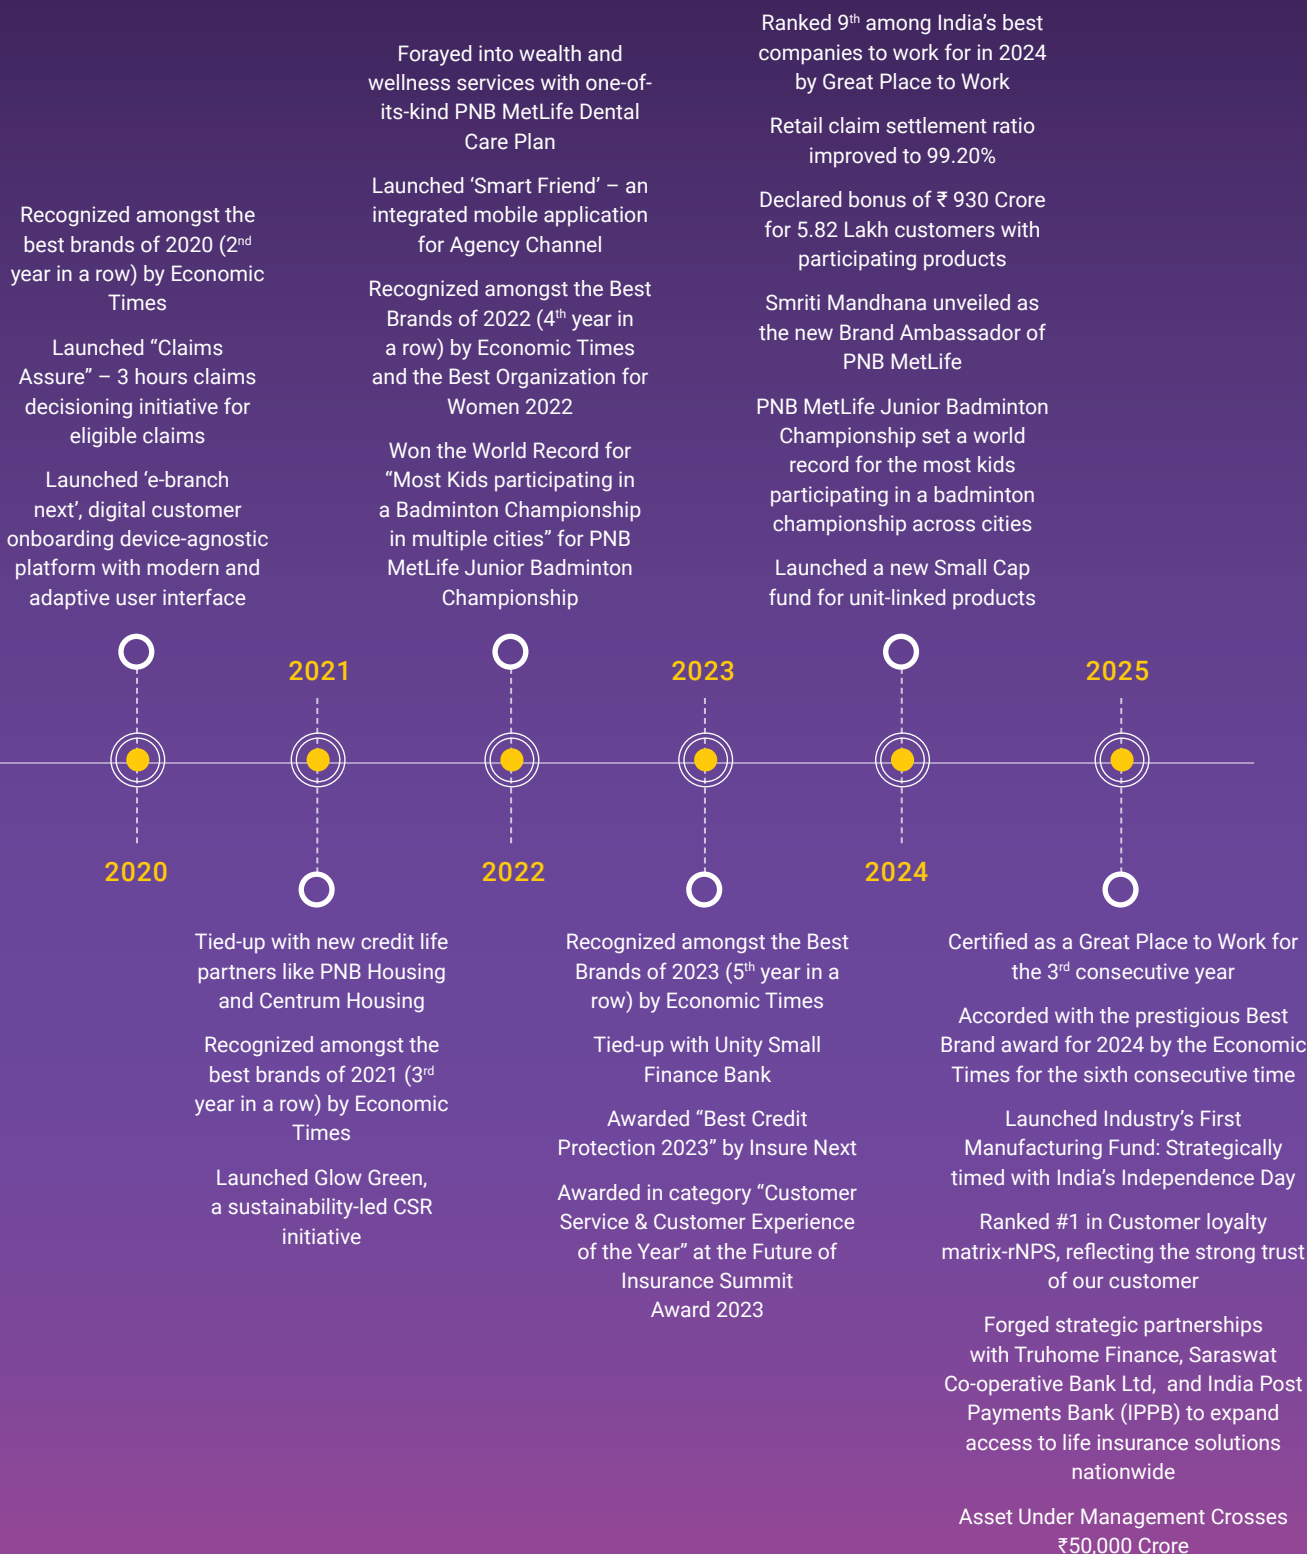 Recognized amongst the
best brands of 2020 (2nd
year in a row) by Economic
Times
Launched “Claims
Assure” – 3 hours claims
decisioning initiative for
eligible claims
Launched ‘e-branch
next’, digital customer
onboarding device-agnostic
platform with modern and
adaptive user interface
Forayed into wealth and
wellness services with one-of-
its-kind PNB MetLife Dental
Care Plan
Launched ‘Smart Friend’ – an
integrated mobile application
for Agency Channel
Recognized amongst the Best
Brands of 2022 (4th year in
a row) by Economic Times
and the Best Organization for
Women 2022
Won the World Record for
“Most Kids participating in
a Badminton Championship
in multiple cities” for PNB
MetLife Junior Badminton
Championship
Ranked 9th among India’s best
companies to work for in 2024
by Great Place to Work
Retail claim settlement ratio
improved to 99.20%
Declared bonus of ₹ 930 Crore
for 5.82 Lakh customers with
participating products
Smriti Mandhana unveiled as
the new Brand Ambassador of
PNB MetLife
PNB MetLife Junior Badminton
Championship set a world
record for the most kids
participating in a badminton
championship across cities
Launched a new Small Cap
fund for unit-linked products
2021
2023
2025
2020
2022
2024
Tied-up with new credit life
partners like PNB Housing
and Centrum Housing
Recognized amongst the
best brands of 2021 (3rd
year in a row) by Economic
Times
Launched Glow Green,
a sustainability-led CSR
initiative
Recognized amongst the Best
Brands of 2023 (5th year in a
row) by Economic Times
Tied-up with Unity Small
Finance Bank
Awarded “Best Credit
Protection 2023” by Insure Next
Awarded in category “Customer
Service & Customer Experience
of the Year” at the Future of
Insurance Summit
Award 2023
Certified as a Great Place to Work for
the 3rd consecutive year
Accorded with the prestigious Best
Brand award for 2024 by the Economic
Times for the sixth consecutive time
Launched Industry’s First
Manufacturing Fund: Strategically
timed with India’s Independence Day
Ranked #1 in Customer loyalty
matrix-rNPS, reflecting the strong trust
of our customer
Forged strategic partnerships
with Truhome Finance, Saraswat
Co-operative Bank Ltd, and India Post
Payments Bank (IPPB) to expand
access to life insurance solutions
nationwide
Asset Under Management Crosses
₹50,000 Crore